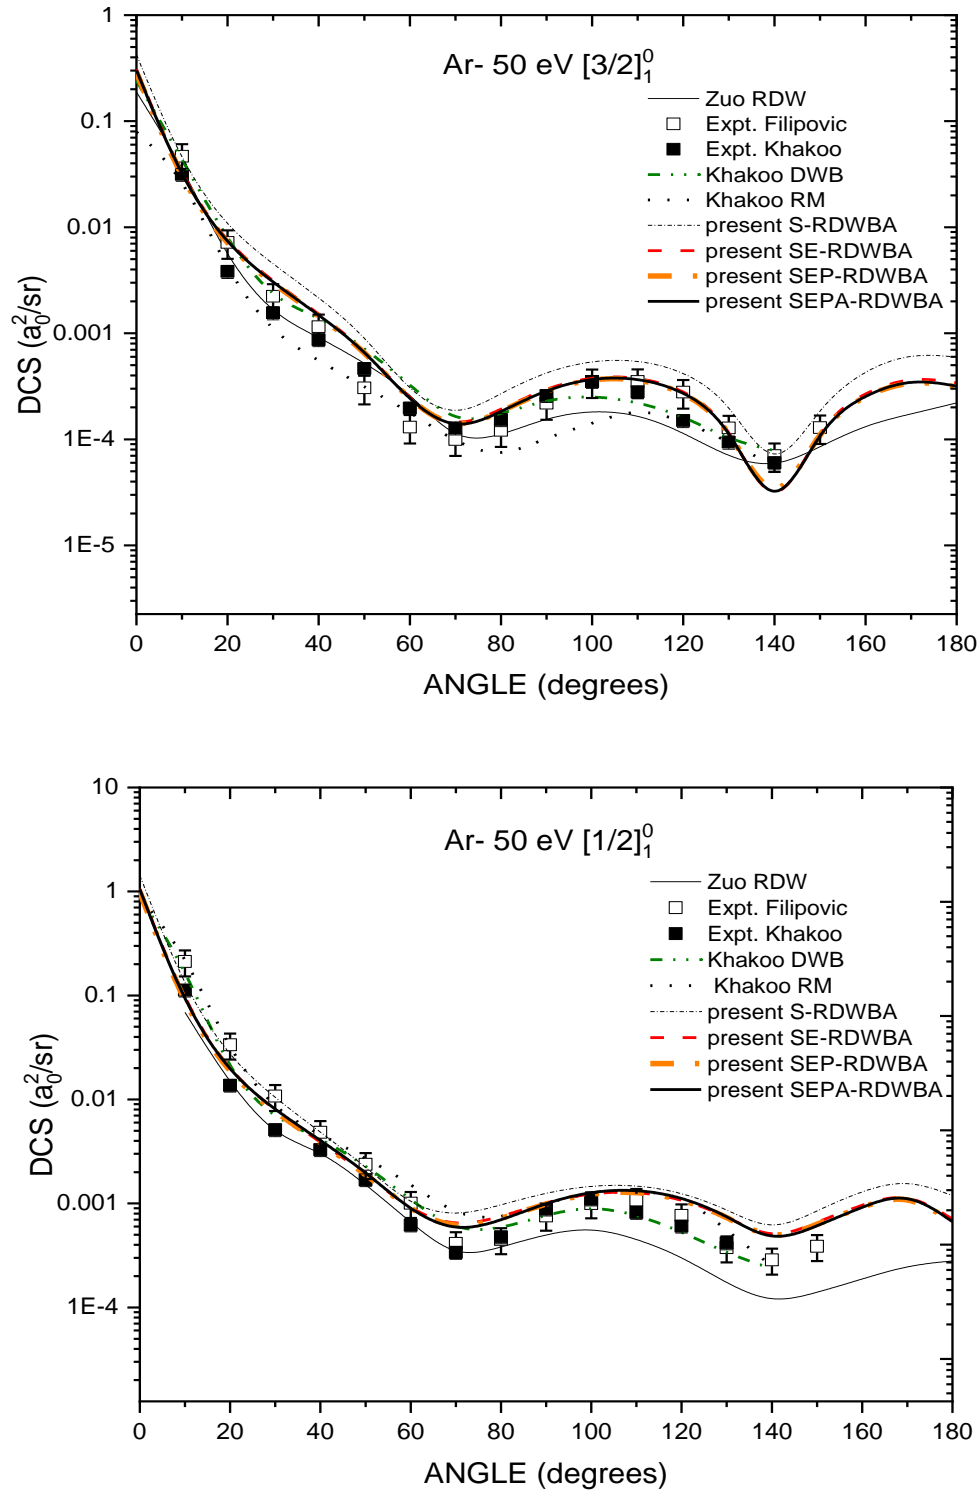 Ar- 50 eV [3/2]₁⁰
Zuo RDW
Expt. Filipovic
Expt. Khakoo
Khakoo DWB
Khakoo RM
present S-RDWBA
present SE-RDWBA
present SEP-RDWBA
present SEPA-RDWBA
DCS (a₀²/sr)
1
0.1
0.01
0.001
1E-4
1E-5
0 20 40 60 80 100 120 140 160 180
ANGLE (degrees)
Ar- 50 eV [1/2]₁⁰
Zuo RDW
Expt. Filipovic
Expt. Khakoo
Khakoo DWB
Khakoo RM
present S-RDWBA
present SE-RDWBA
present SEP-RDWBA
present SEPA-RDWBA
DCS (a₀²/sr)
10
1
0.1
0.01
0.001
1E-4
0 20 40 60 80 100 120 140 160 180
ANGLE (degrees)